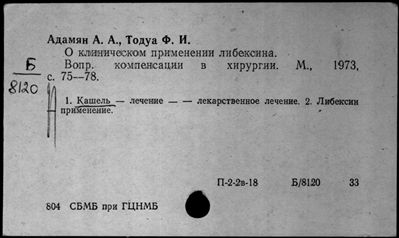 Адамян А. А., Тодуа Ф. И.
О клиническом применении либексина.
Б
Вопр. компенсации в хирургии. М., 1973,
8120
с. 75—78.
1. Кашель — лечение — — лекарственное лечение. 2. Либексин
применение.
П-2-2в-18 Б/8120 33
804 СБМБ при ГЦНМБ